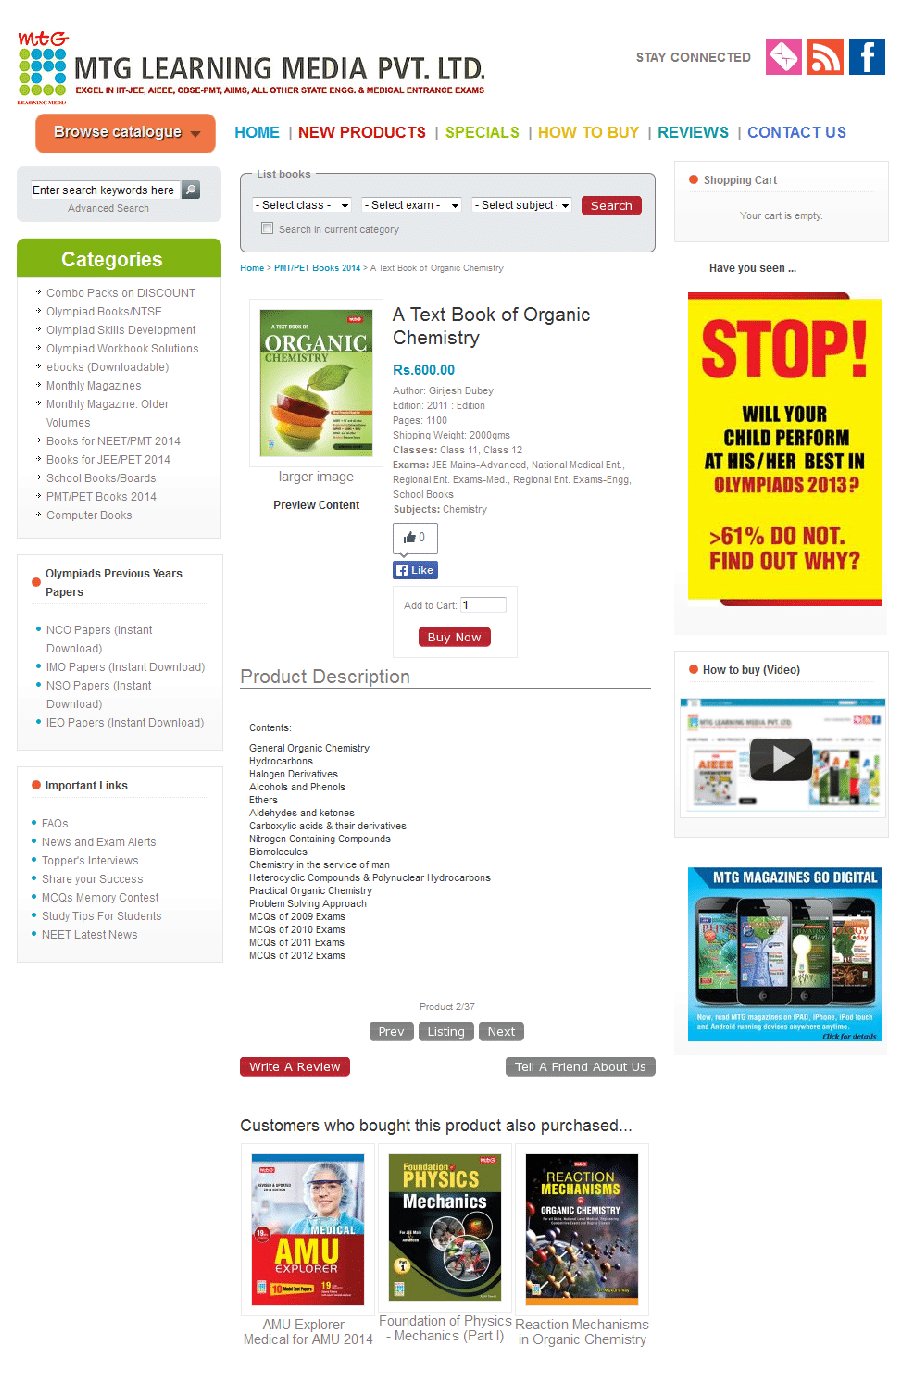 mtG
LEARNING MEDIA
MTG LEARNING MEDIA PVT. LTD.
EXCEL IN IIT-JEE, AIEEE, CBSE-PMT, AIIMS, ALL OTHER STATE ENGG. & MEDICAL ENTRANCE EXAMS
STAY CONNECTED
Browse catalogue
HOME | NEW PRODUCTS | SPECIALS | HOW TO BUY | REVIEWS | CONTACT US
Enter search keywords here
Advanced Search
Categories
Combo Packs on DISCOUNT
Olympiad Books/NTSE
Olympiad Skills Development
Olympiad Workbook Solutions
ebooks (Downloadable)
Monthly Magazines
Monthly Magazine: Older
Volumes
Books for NEET/PMT 2014
Books for JEE/PET 2014
School Books/Boards
PMT/PET Books 2014
Computer Books
Olympiads Previous Years
Papers
NCO Papers (Instant
Download)
IMO Papers (Instant Download)
NSO Papers (Instant
Download)
IEO Papers (Instant Download)
Important Links
FAQs
News and Exam Alerts
Topper's Interviews
Share your Success
MCQs Memory Contest
Study Tips For Students
NEET Latest News
List books
- Select class - - Select exam - - Select subject - Search
Search in current category
Home > PMT/PET Books 2014 > A Text Book of Organic Chemistry
A TEXT BOOK OF
ORGANIC
CHEMISTRY
larger image
Preview Content
A Text Book of Organic
Chemistry
Rs.600.00
Author: Girjesh Dubey
Edition: 2011 : Edition
Pages: 1100
Shipping Weight: 2000gms
Classes: Class 11, Class 12
Exams: JEE Mains-Advanced, National Medical Ent.,
Regional Ent. Exams-Med., Regional Ent. Exams-Engg,
School Books
Subjects: Chemistry
0
Like
Add to Cart: 1
Buy Now
Product Description
Contents:
General Organic Chemistry
Hydrocarbons
Halogen Derivatives
Alcohols and Phenols
Ethers
Aldehydes and ketones
Carboxylic acids & their derivatives
Nitrogen Containing Compounds
Biomolecules
Chemistry in the service of man
Heterocyclic Compounds & Polynuclear Hydrocarbons
Practical Organic Chemistry
Problem Solving Approach
MCQs of 2009 Exams
MCQs of 2010 Exams
MCQs of 2011 Exams
MCQs of 2012 Exams
Product 2/37
Prev Listing Next
Write A Review
Tell A Friend About Us
Customers who bought this product also purchased...
MEDICAL
AMU
EXPLORER
10 Model Test Papers
19
Foundation of
PHYSICS
Mechanics
REACTION
MECHANISMS
in
ORGANIC CHEMISTRY
AMU Explorer
Medical for AMU 2014
Foundation of Physics
- Mechanics (Part I)
Reaction Mechanisms
in Organic Chemistry
Shopping Cart
Your cart is empty.
Have you seen ...
STOP!
WILL YOUR
CHILD PERFORM
AT HIS/HER BEST IN
OLYMPIADS 2013?
>61% DO NOT.
FIND OUT WHY?
How to buy (Video)
MTG LEARNING MEDIA PVT. LTD.
AIEEE
CHEMISTRY
MTG MAGAZINES GO DIGITAL
Now, read MTG magazines on iPAD, iPhone, iPod touch
and Android running devices anywhere anytime.
Click for details